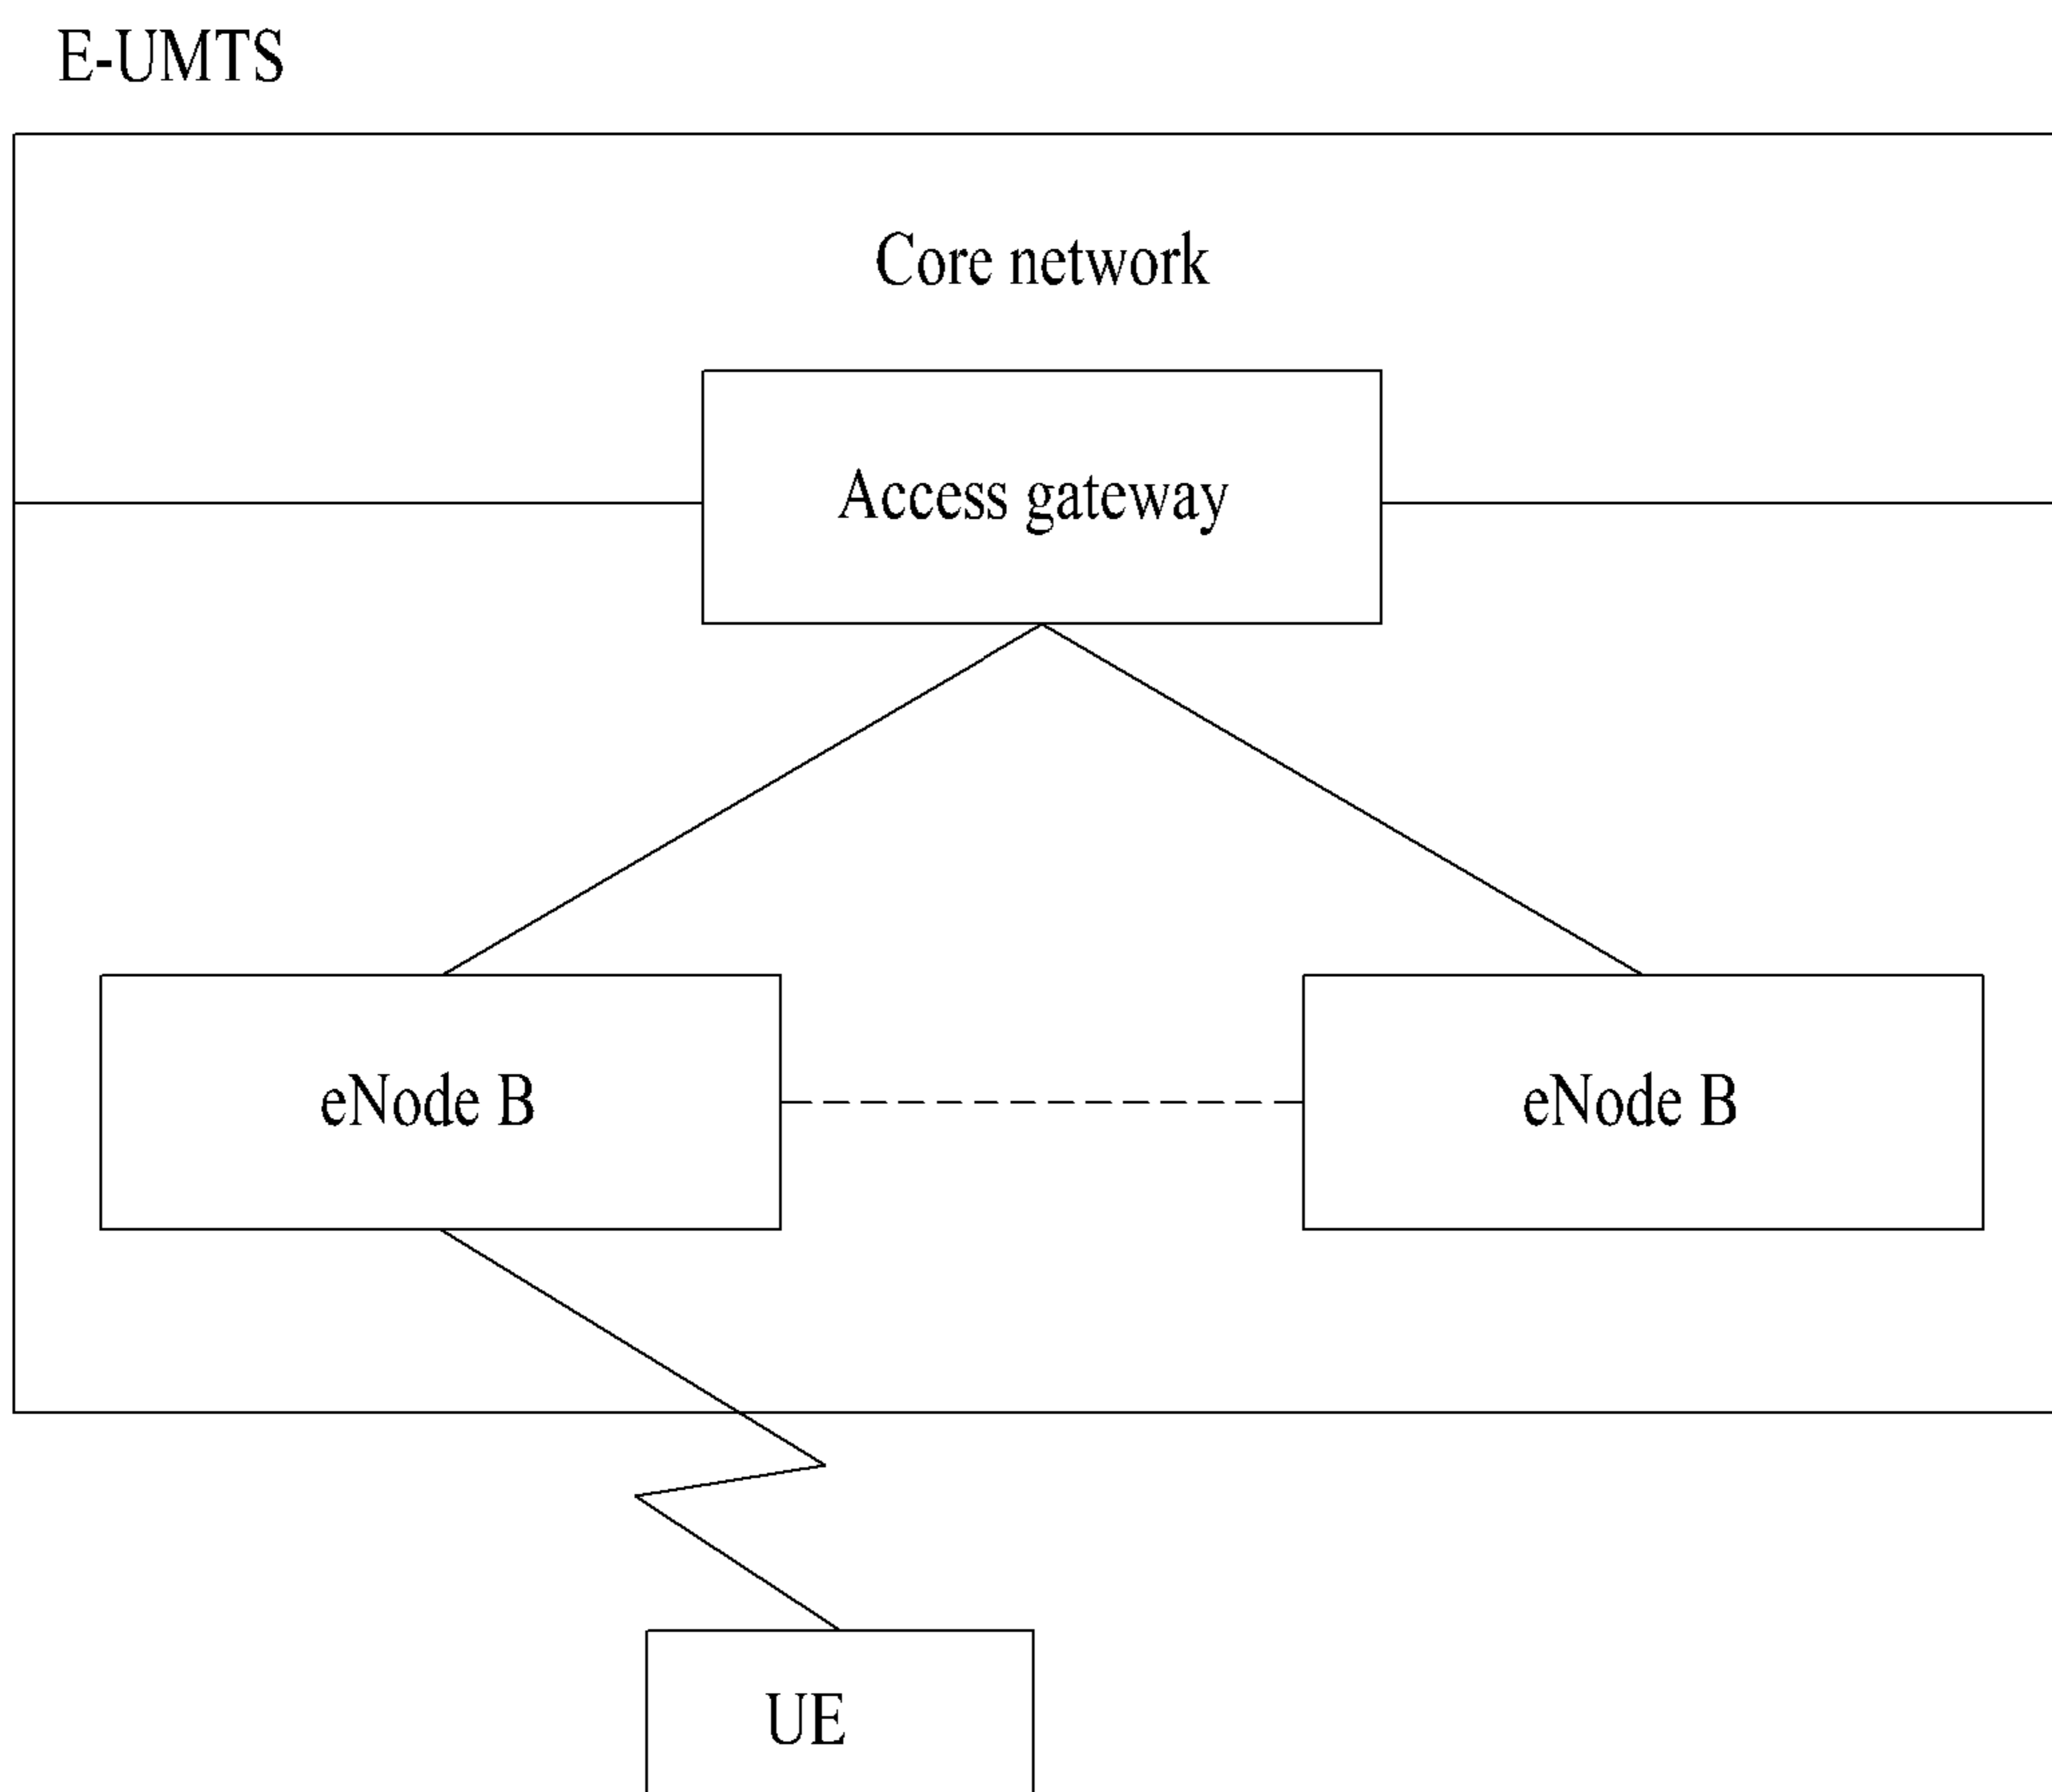 E-UMTS
Core network
Access gateway
eNode B
eNode B
UE